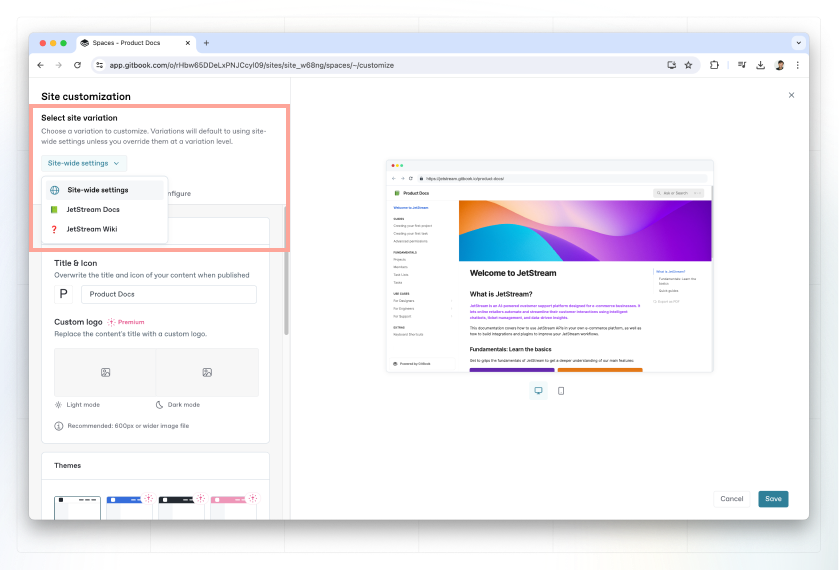 Spaces - Product Docs
app.gitbook.com/o/rHbw65DDeLxPNJCcyI09/sites/site_w68ng/spaces/~/customize
Site customization
Select site variation
Choose a variation to customize. Variations will default to using site-
wide settings unless you override them at a variation level.
Site-wide settings
Site-wide settings
JetStream Docs
JetStream Wiki
nfigure
Title & Icon
Overwrite the title and icon of your content when published
P
Product Docs
Custom logo Premium
Replace the content's title with a custom logo.
Light mode
Dark mode
Recommended: 600px or wider image file
Themes
https://jetstream.gitbook.io/product-docs/
Product Docs
Ask or Search
Welcome to JetStream
GUIDES
Creating your first project
Creating your first task
Advanced permissions
FUNDAMENTALS
Projects
Members
Task Lists
Tasks
USE CASES
For Designers
For Engineers
For Support
EXTRAS
Keyboard Shortcuts
Powered by GitBook
Welcome to JetStream
What is JetStream?
JetStream is an AI-powered customer support platform designed for e-commerce businesses. It
lets online retailers automate and streamline their customer interactions using intelligent
chatbots, ticket management, and data-driven insights.
This documentation covers how to use JetStream APIs in your own e-commerce platform, as well as
how to build integrations and plugins to improve your JetStream workflows.
Fundamentals: Learn the basics
Get to grips the fundamentals of JetStream to get a deeper understanding of our main features:
What is JetStream?
Fundamentals: Learn the
basics
Quick guides
Export as PDF
Cancel
Save